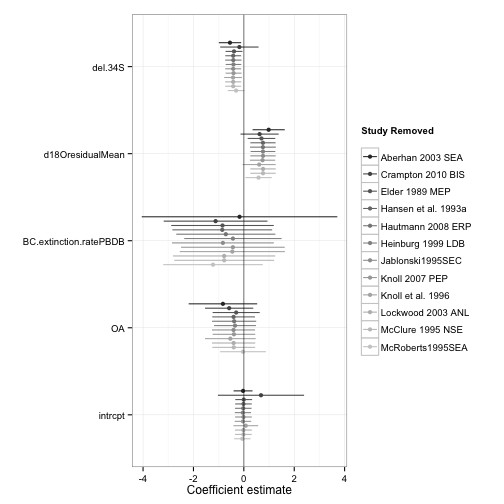 del.34S
d18OresidualMean
BC.extinction.ratePBDB
OA
intrcpt
-4 -2 0 2 4
Coefficient estimate
Study Removed
Aberhan 2003 SEA
Crampton 2010 BIS
Elder 1989 MEP
Hansen et al. 1993a
Hautmann 2008 ERP
Heinburg 1999 LDB
Jablonski1995SEC
Knoll 2007 PEP
Knoll et al. 1996
Lockwood 2003 ANL
McClure 1995 NSE
McRoberts1995SEA